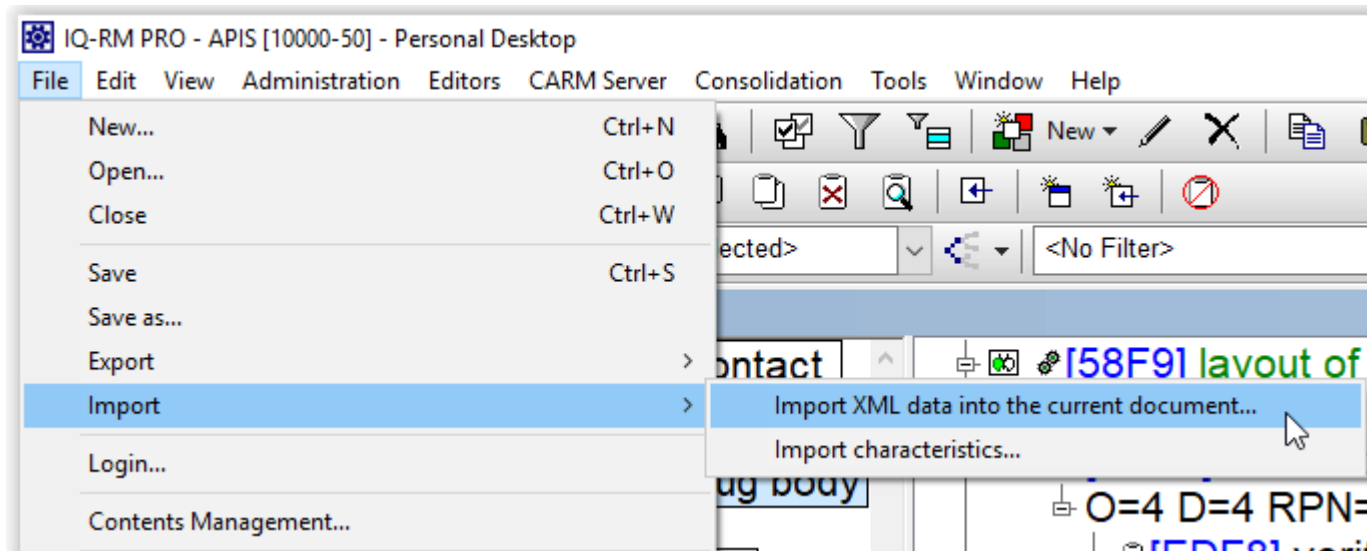 IQ-RM PRO - APIS [10000-50] - Personal Desktop
File Edit View Administration Editors CARM Server Consolidation Tools Window Help
New... Ctrl+N
New
Open... Ctrl+O
Close Ctrl+W
ected> <No Filter>
Save Ctrl+S
Save as...
Export > ontact [58F9] layout of
Import >
Import XML data into the current document...
Import characteristics...
Login...
ug body
O=4 D=4 RPN=
Contents Management...